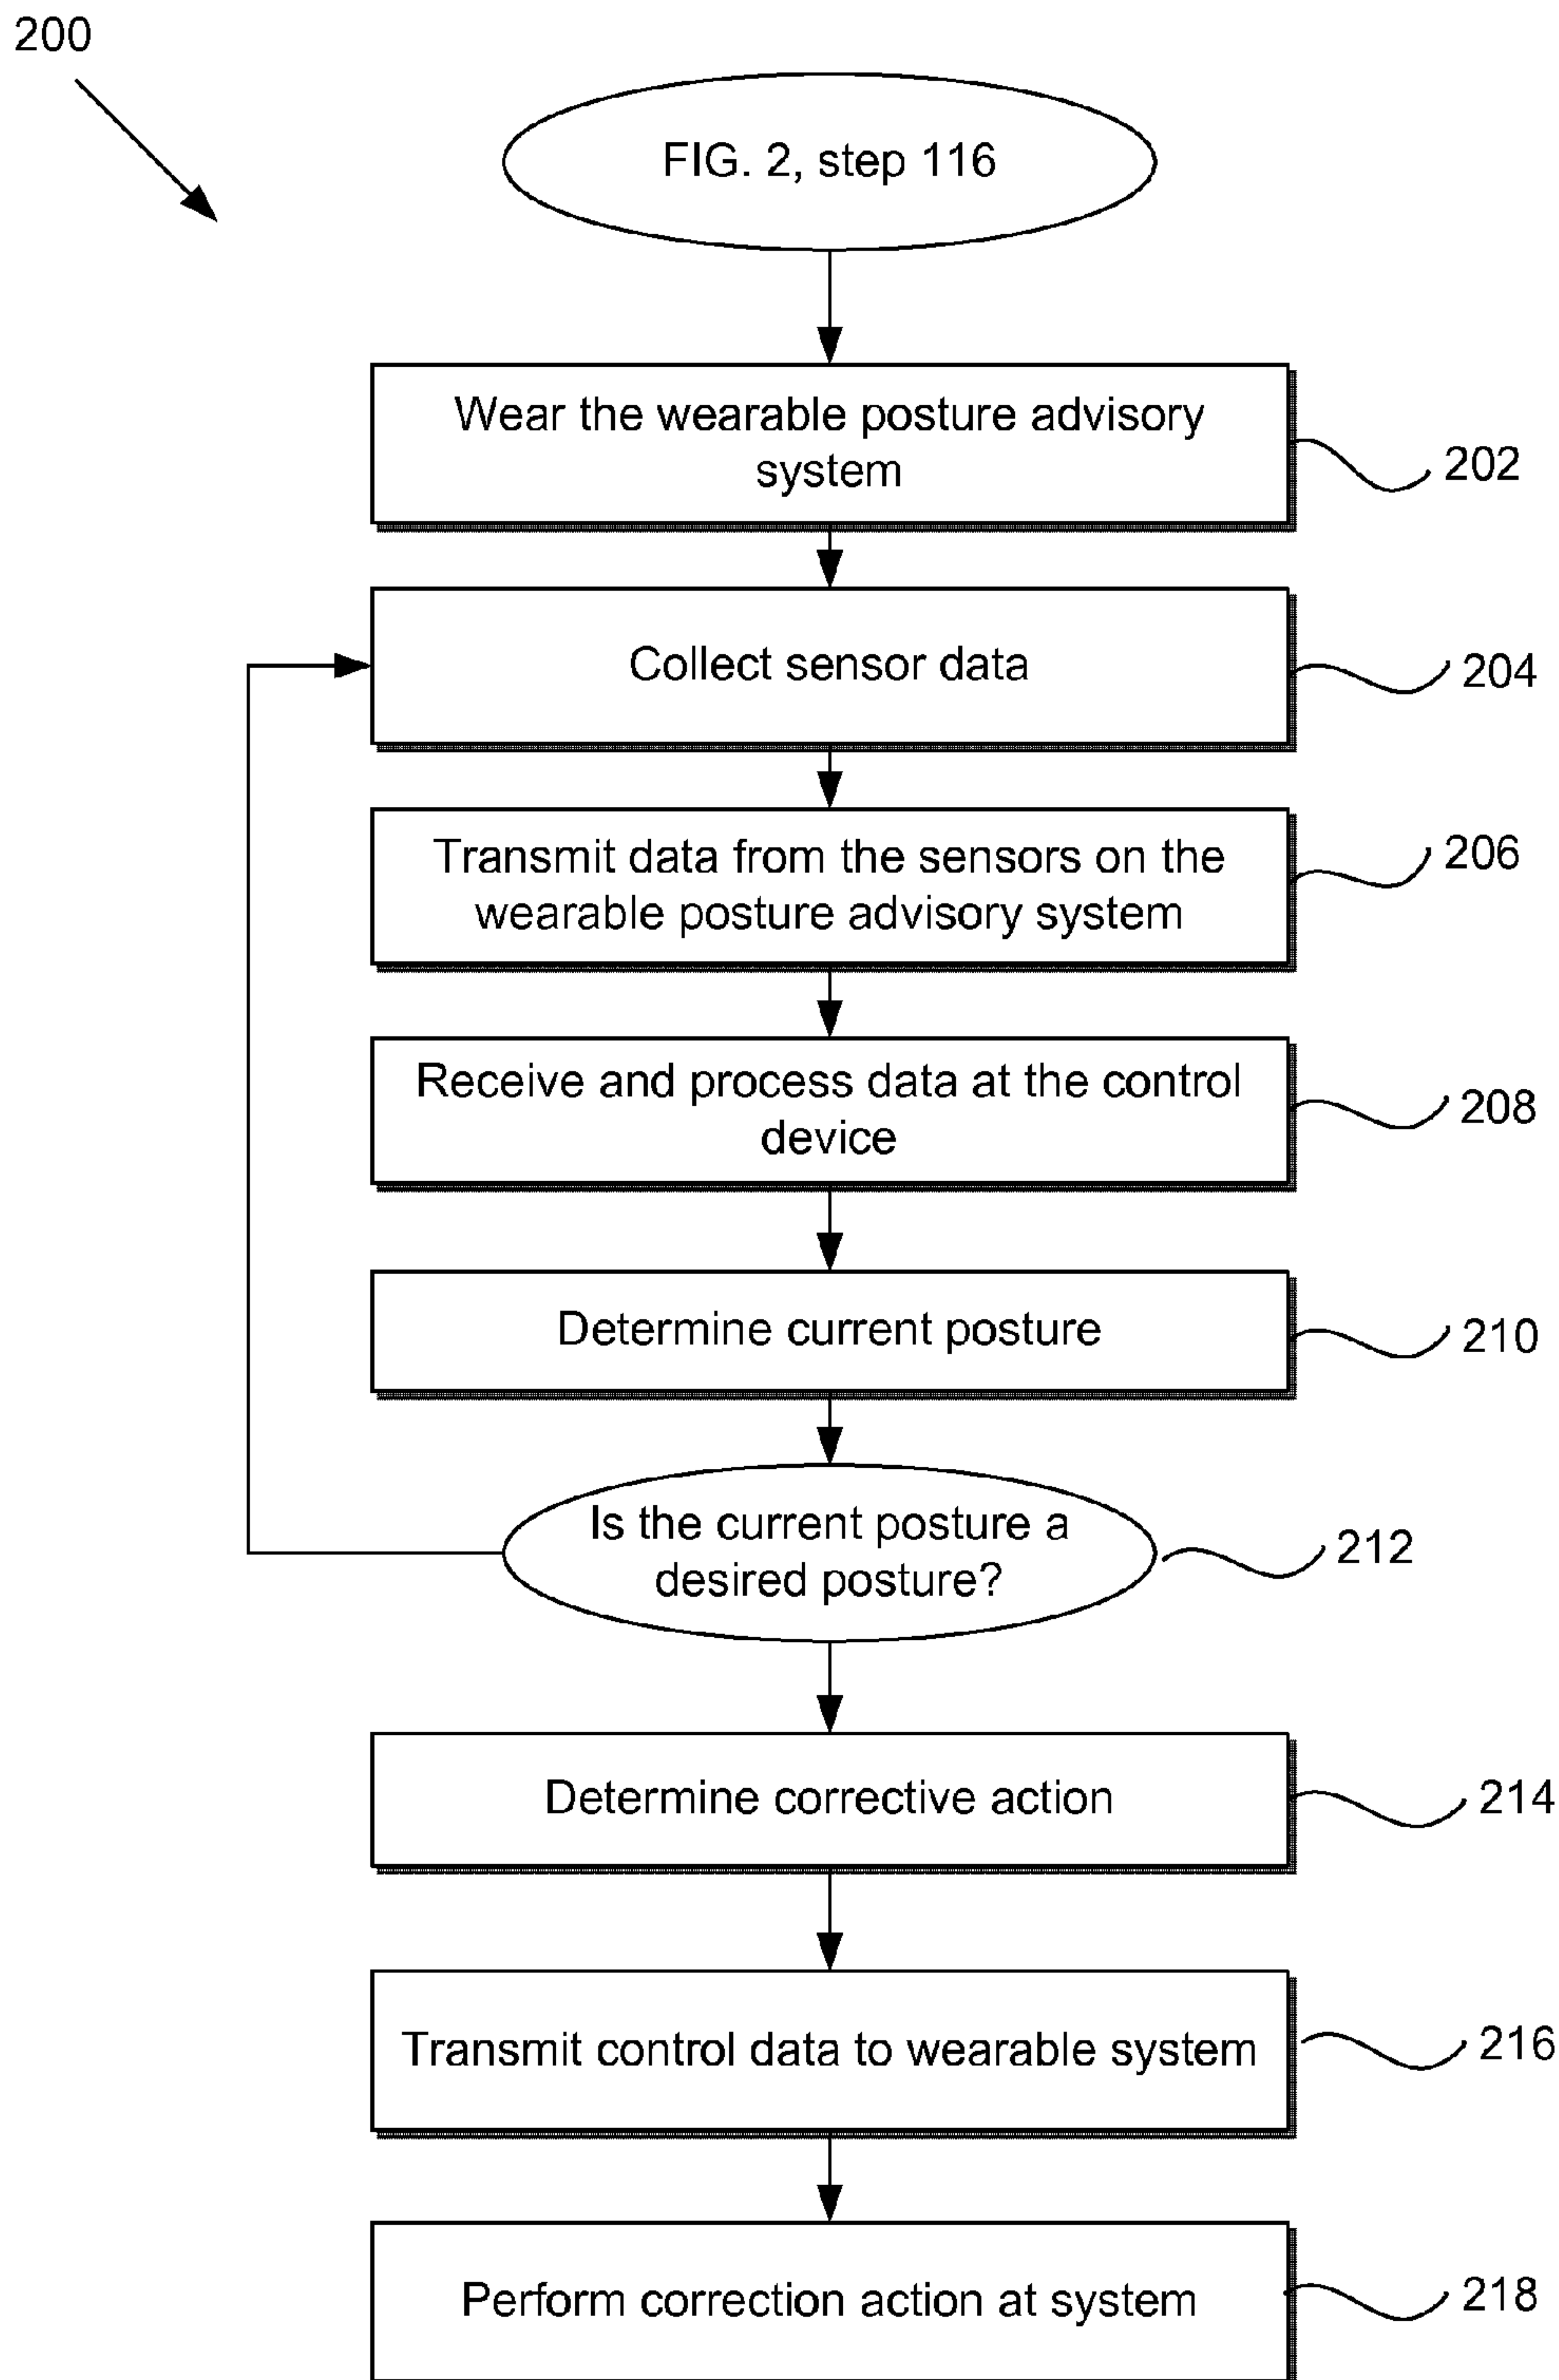 200
FIG. 2, step 116
Wear the wearable posture advisory
system
202
Collect sensor data
204
Transmit data from the sensors on the
wearable posture advisory system
206
Receive and process data at the control
device
208
Determine current posture
210
Is the current posture a
desired posture?
212
Determine corrective action
214
Transmit control data to wearable system
216
Perform correction action at system
218